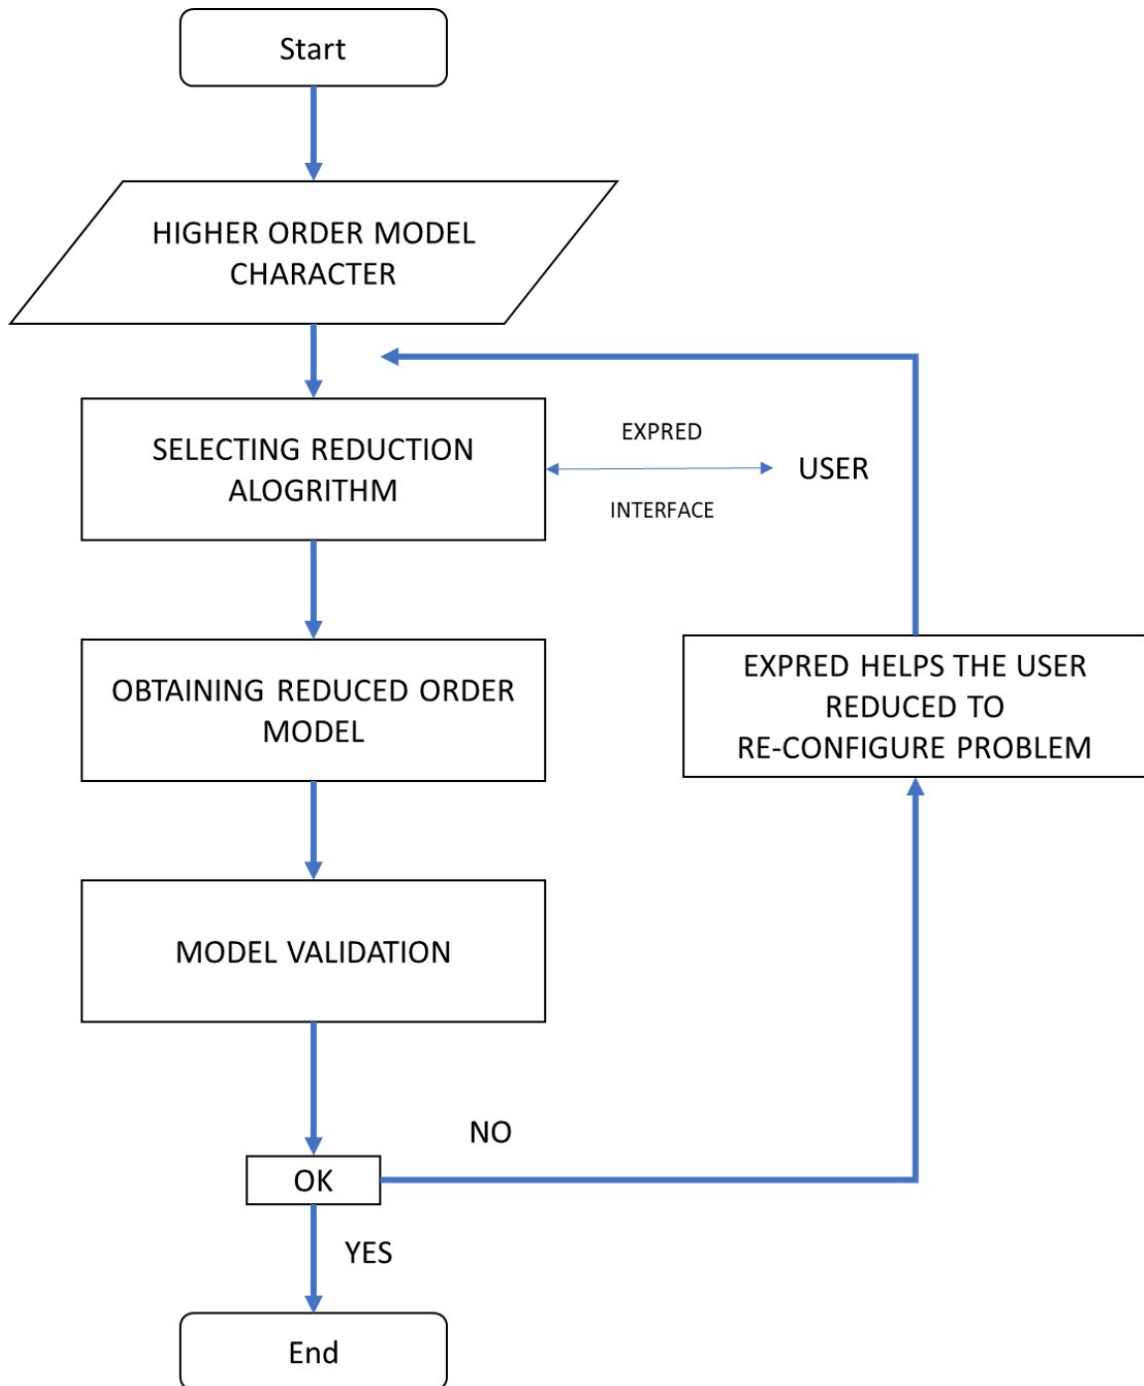 Start
HIGHER ORDER MODEL
CHARACTER
SELECTING REDUCTION
ALOGRITHM
EXPRED
INTERFACE
USER
OBTAINING REDUCED ORDER
MODEL
EXPRED HELPS THE USER
REDUCED TO
RE-CONFIGURE PROBLEM
MODEL VALIDATION
NO
OK
YES
End